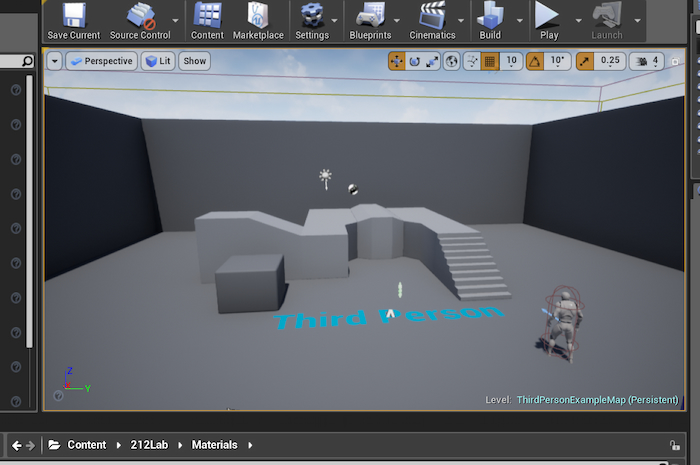 Save Current Source Control Content Marketplace Settings Blueprints Cinematics Build Play Launch
Perspective Lit Show 10 10° 0.25 4
Third Person
Z
Y
Level: ThirdPersonExampleMap (Persistent)
Content 212Lab Materials